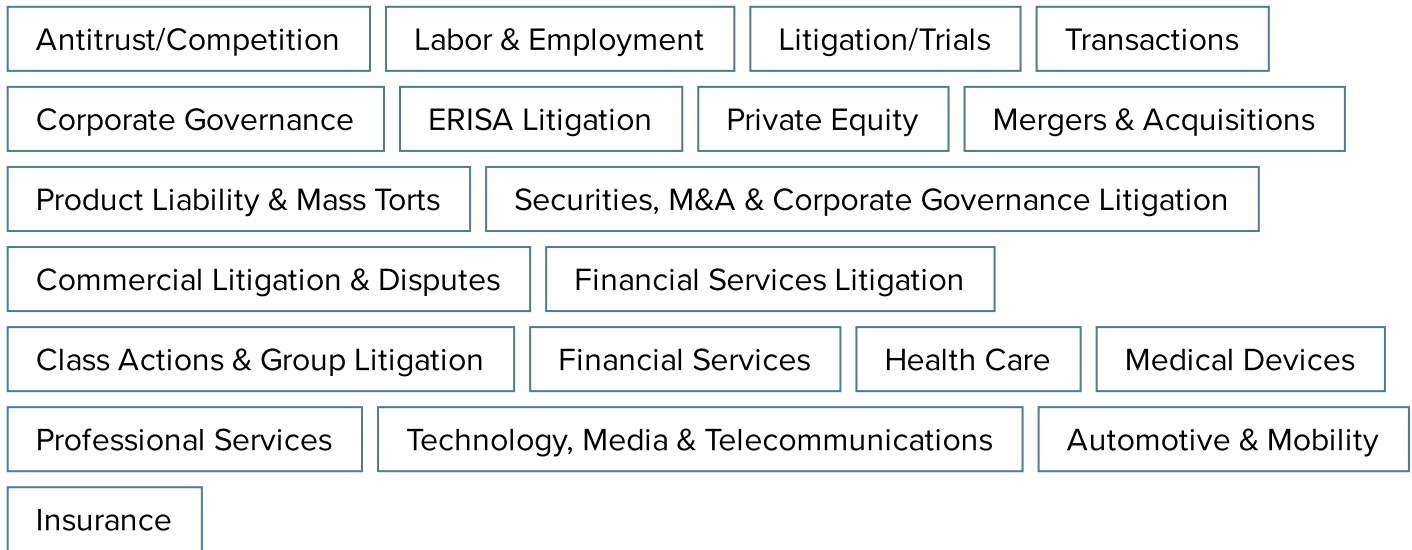 Antitrust/Competition Labor & Employment Litigation/Trials Transactions
Corporate Governance ERISA Litigation Private Equity Mergers & Acquisitions
Product Liability & Mass Torts Securities, M&A & Corporate Governance Litigation
Commercial Litigation & Disputes Financial Services Litigation
Class Actions & Group Litigation Financial Services Health Care Medical Devices
Professional Services Technology, Media & Telecommunications Automotive & Mobility
Insurance